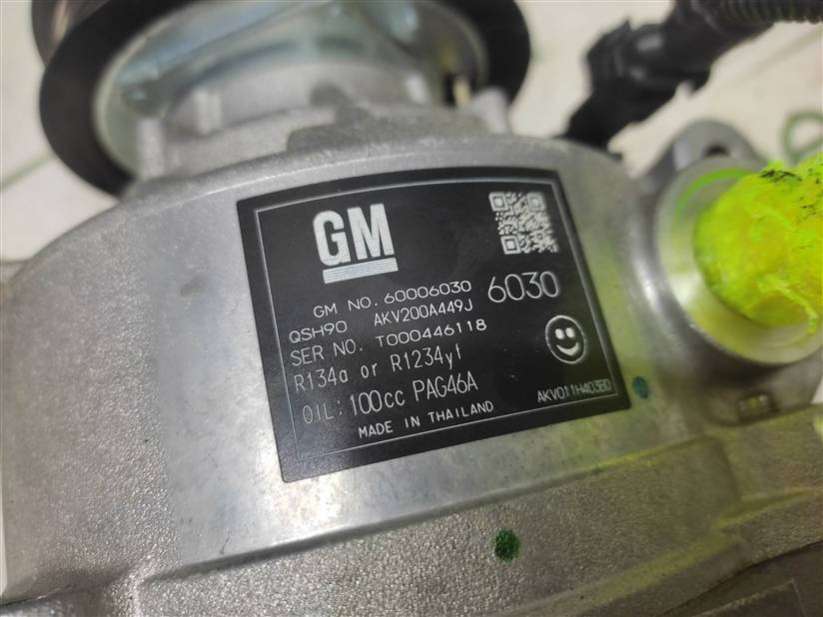 GM
GM NO. 60006030
6030
QSH90 AKV200A449J
SER NO. T000446118
R134a or R1234yf
OIL: 100cc PAG46A
MADE IN THAILAND
AKV011H403BD